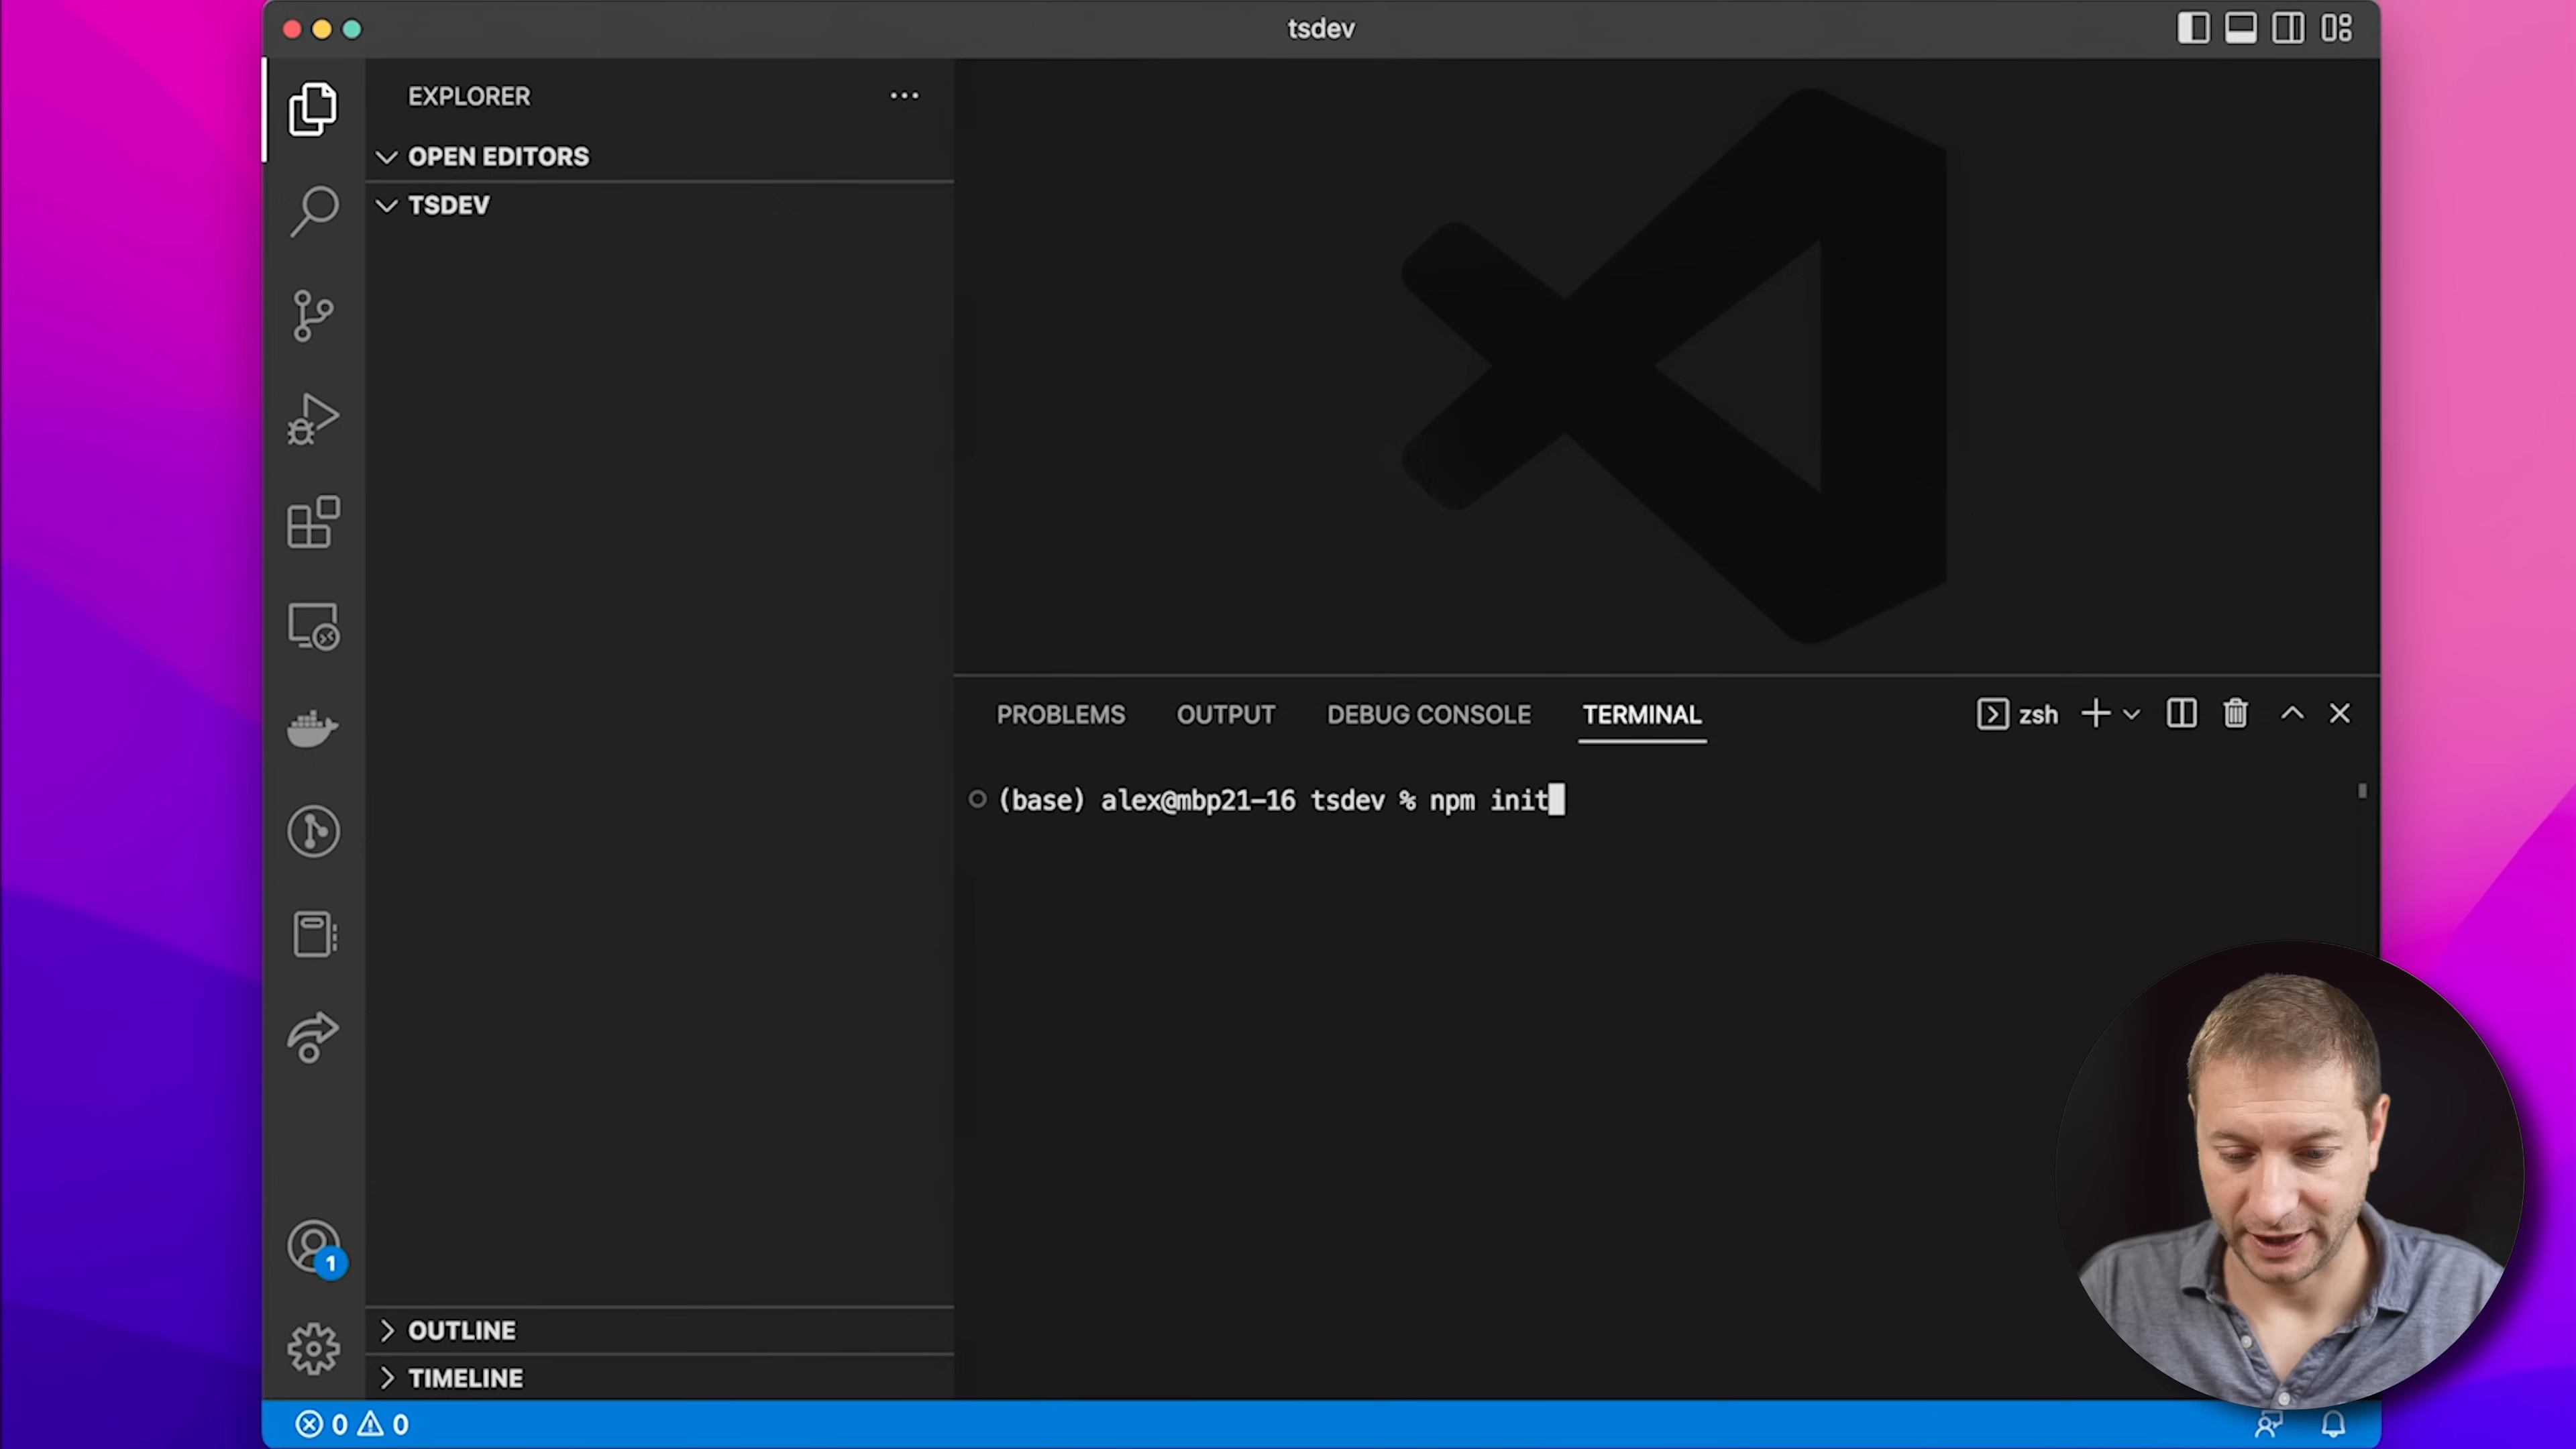 tsdev
EXPLORER
OPEN EDITORS
TSDEV
PROBLEMS OUTPUT DEBUG CONSOLE TERMINAL zsh
(base) alex@mbp21-16 tsdev % npm init
1
OUTLINE
TIMELINE
0 0